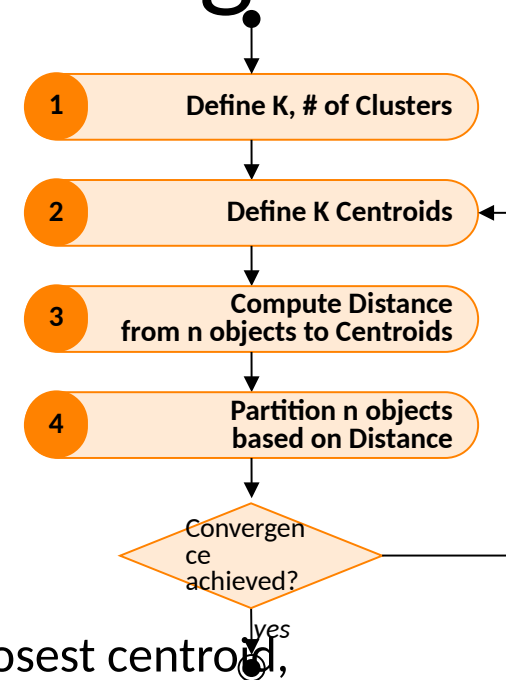 1 Define K, # of Clusters
2 Define K Centroids
3 Compute Distance
from n objects to Centroids
4 Partition n objects
based on Distance
Convergen
ce
achieved?
yes
osest centroid,